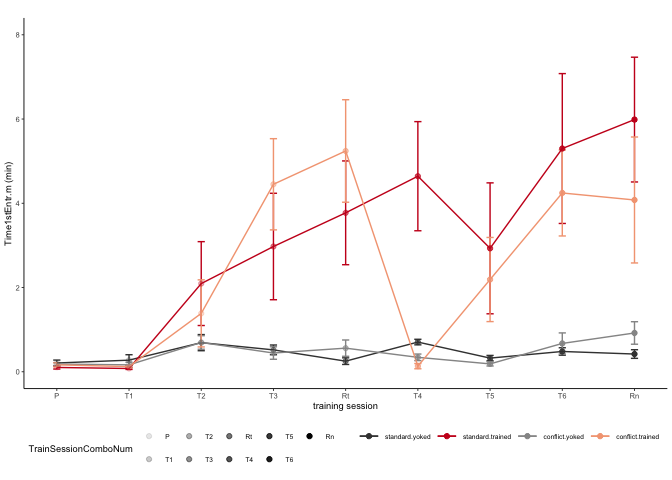 8
6
4
2
0
Time1stEntr.m (min)
P T1 T2 T3 Rt T4 T5 T6 Rn
training session
TrainSessionComboNum
P T2 Rt T5 Rn
T1 T3 T4 T6
standard.yoked standard.trained conflict.yoked conflict.trained